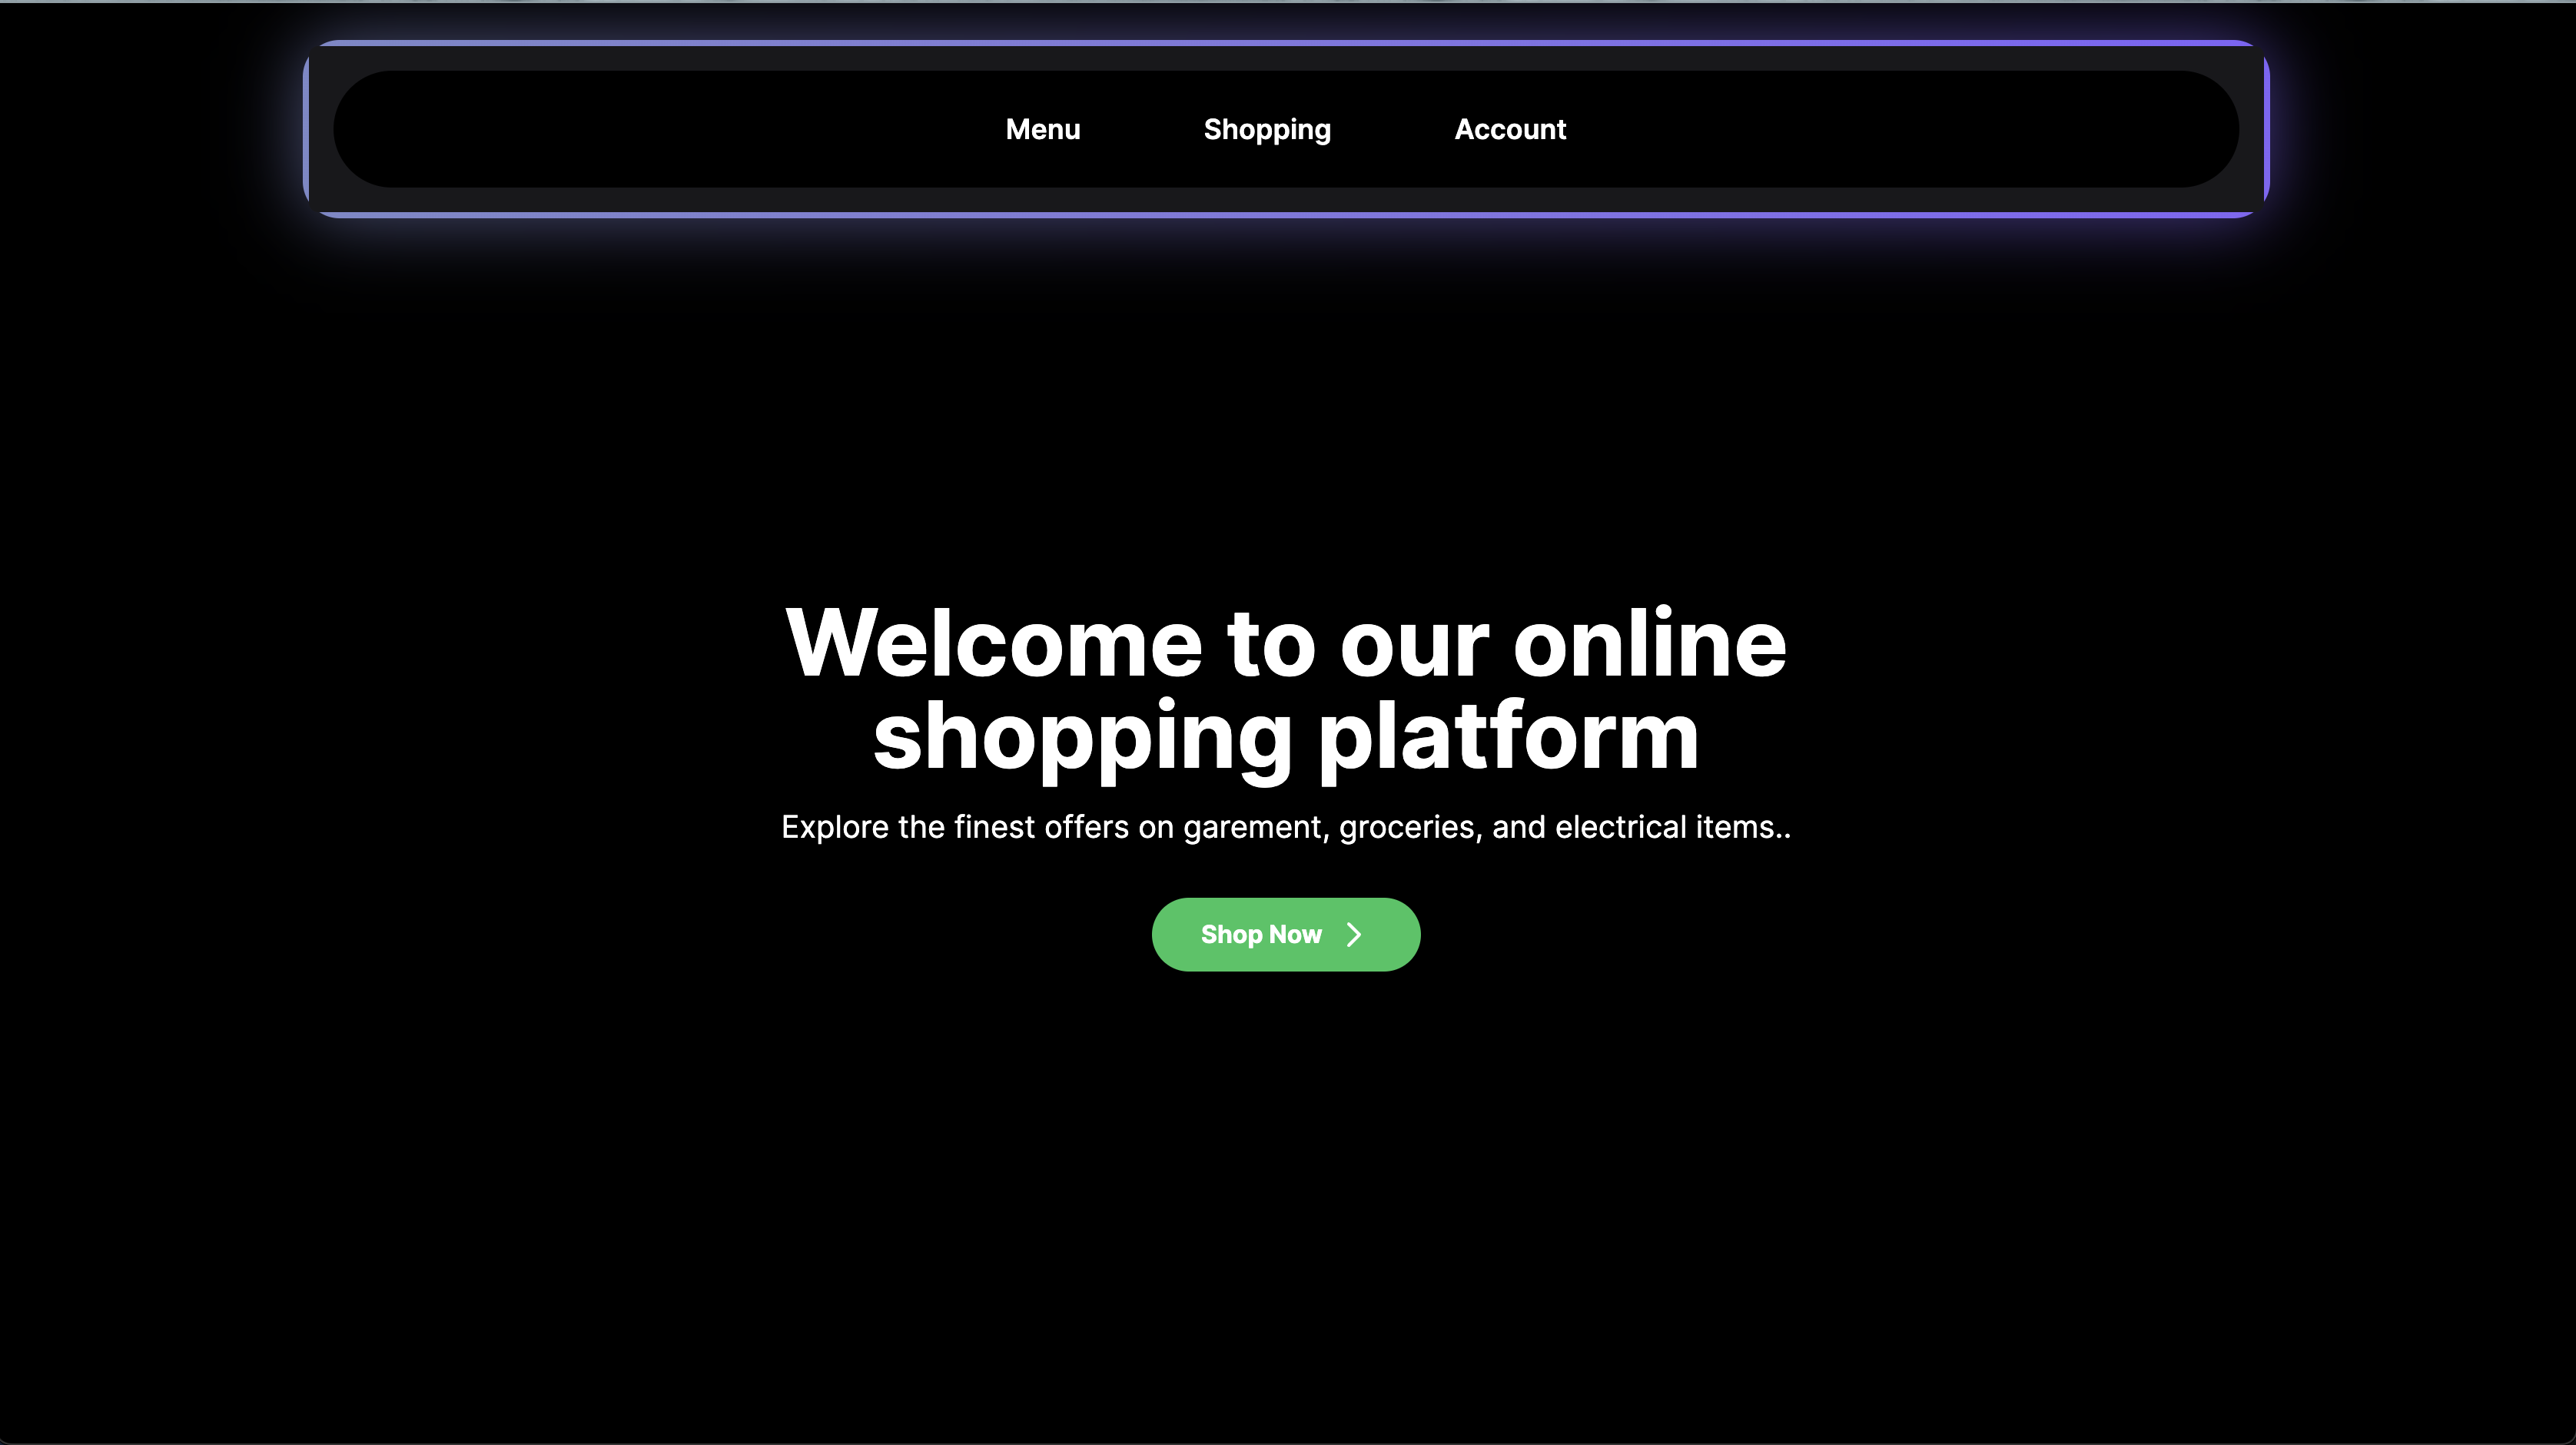 Menu Shopping Account
Welcome to our online
shopping platform
Explore the finest offers on garement, groceries, and electrical items..
Shop Now